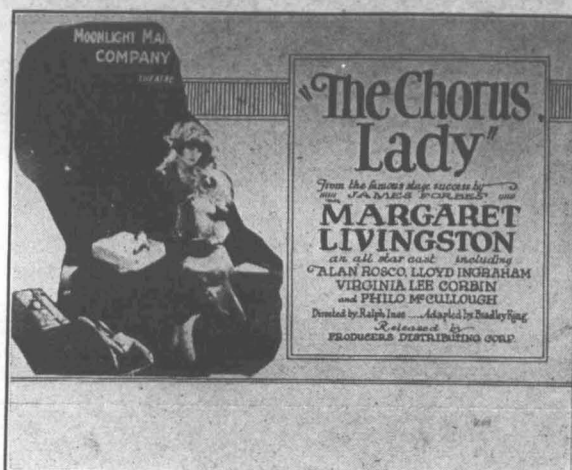 MOONLIGHT MAI
COMPANY
THEATRE
"The Chorus
Lady"
From the famous stage success by
JAMES FORBES
MARGARET
LIVINGSTON
an all star cast including
ALAN ROSCO, LLOYD INGRAHAM
VIRGINIA LEE CORBIN
and PHILO McCULLOUGH
Directed by Ralph Ince .... Adapted by Bradley King
Released by
PRODUCERS DISTRIBUTING CORP.